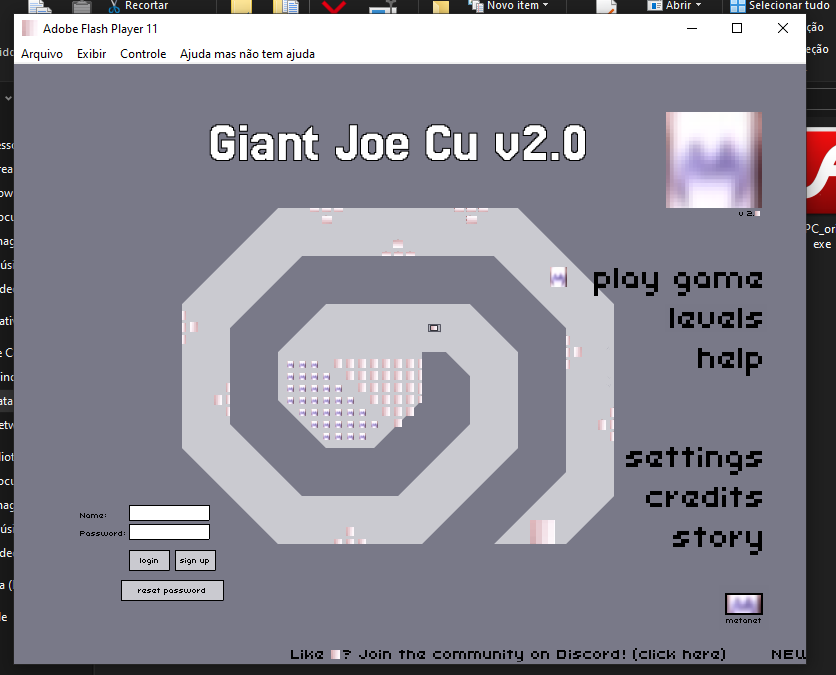 Recortar
Novo item
Abrir
Selecionar tudo
Adobe Flash Player 11
Arquivo Exibir Controle Ajuda mas não tem ajuda
Giant Joe Cu v2.0
v 2.
play game
levels
help
settings
credits
story
Name:
Password:
login sign up
reset password
metanet
Like ? Join the community on Discord! (click here) NEW
exe